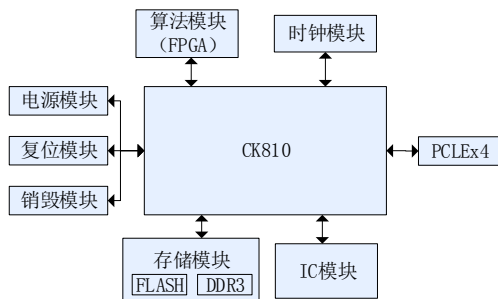 算法模块
（FPGA）
时钟模块
电源模块
复位模块
销毁模块
CK810
PCLEx4
存储模块
FLASH
DDR3
IC模块